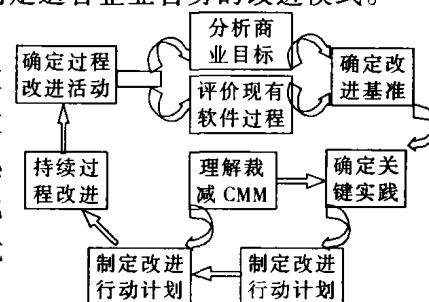 定适合企业自身的改进模式。
分析商
业目标
确定过程
改进活动
确定改
进基准
评价现有
软件过程
持续过
程改进
理解裁
减 CMM
确定关
键实践
制定改进
行动计划
制定改进
行动计划